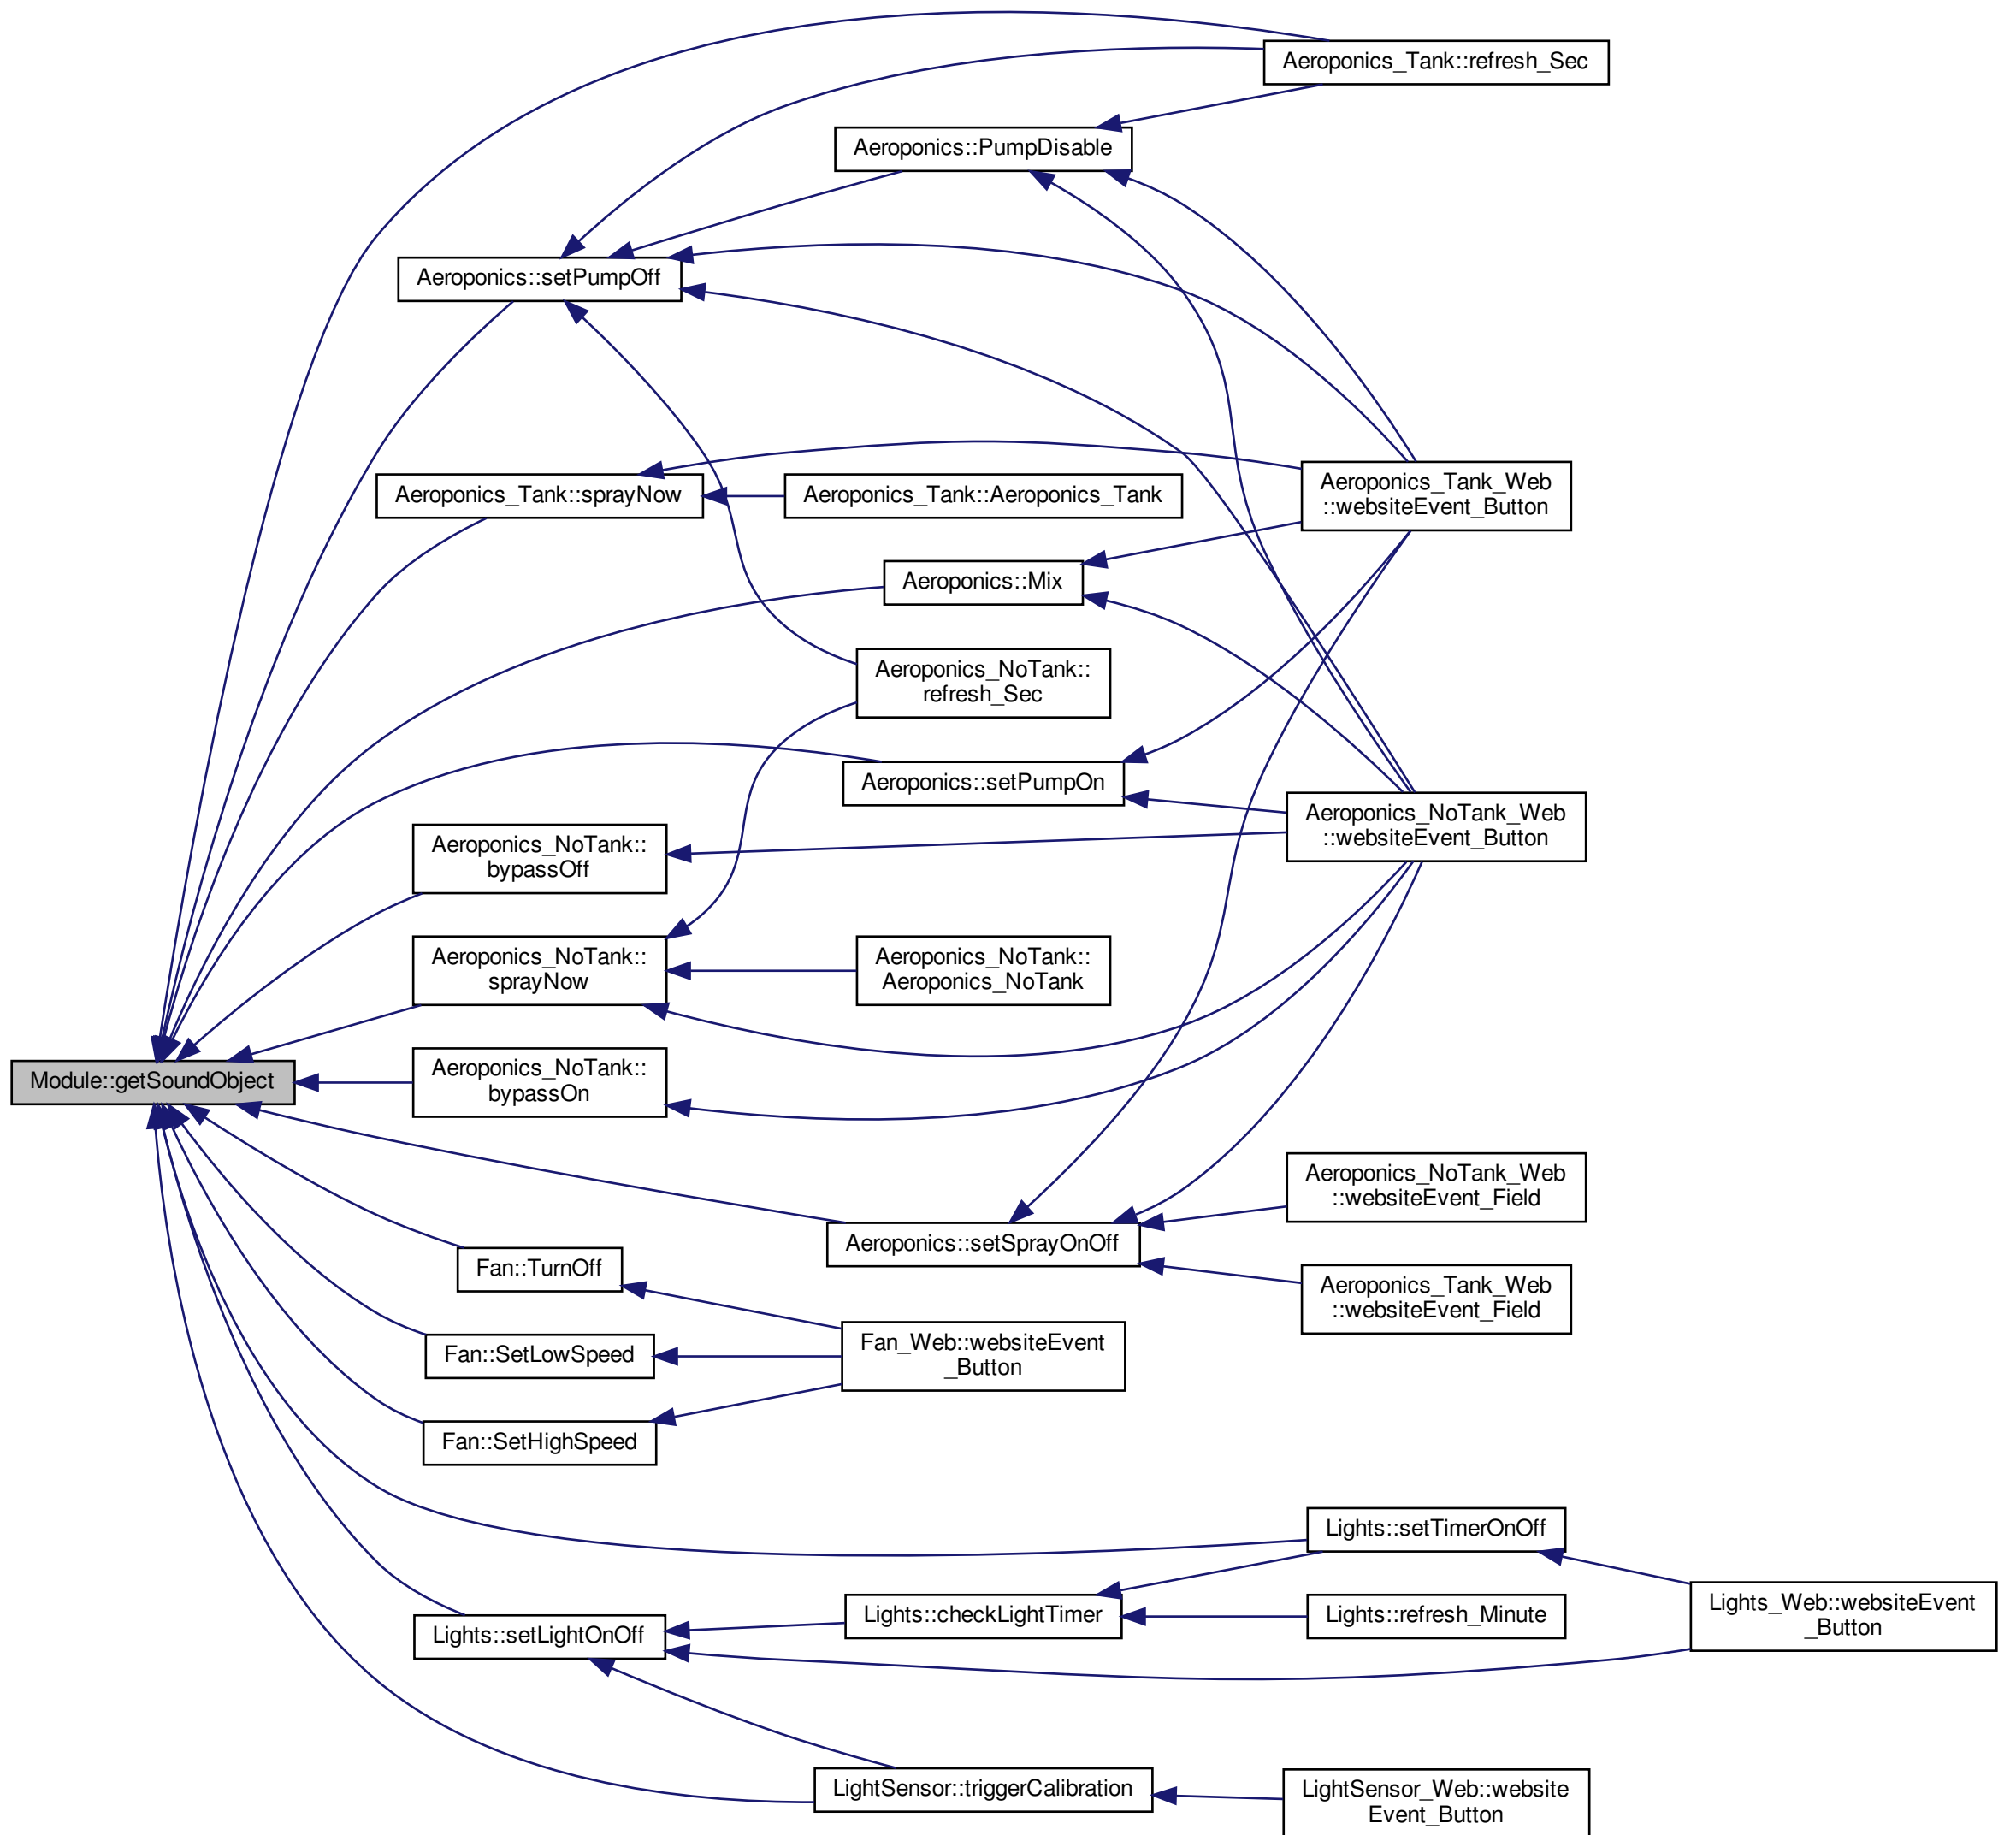 Aeroponics_Tank::refresh_Sec
Aeroponics::PumpDisable
Aeroponics::setPumpOff
Aeroponics_Tank::sprayNow
Aeroponics_Tank::Aeroponics_Tank
Aeroponics_Tank_Web
::websiteEvent_Button
Aeroponics::Mix
Aeroponics_NoTank::
refresh_Sec
Aeroponics::setPumpOn
Aeroponics_NoTank_Web
::websiteEvent_Button
Aeroponics_NoTank::
bypassOff
Aeroponics_NoTank::
sprayNow
Aeroponics_NoTank::
Aeroponics_NoTank
Module::getSoundObject
Aeroponics_NoTank::
bypassOn
Aeroponics_NoTank_Web
::websiteEvent_Field
Aeroponics::setSprayOnOff
Fan::TurnOff
Aeroponics_Tank_Web
::websiteEvent_Field
Fan::SetLowSpeed
Fan_Web::websiteEvent
_Button
Fan::SetHighSpeed
Lights::setTimerOnOff
Lights::checkLightTimer
Lights::refresh_Minute
Lights_Web::websiteEvent
_Button
Lights::setLightOnOff
LightSensor::triggerCalibration
LightSensor_Web::website
Event_Button